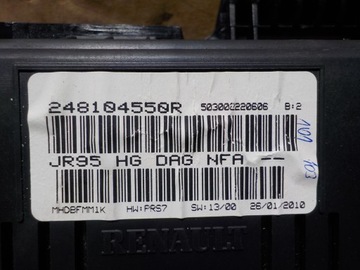 248104550R 503000220606 B:2
JR95 HG DAG NFA --
MHDBFMM1K HW:PRS7 SW:13/00 26/01/2010
RENAULT